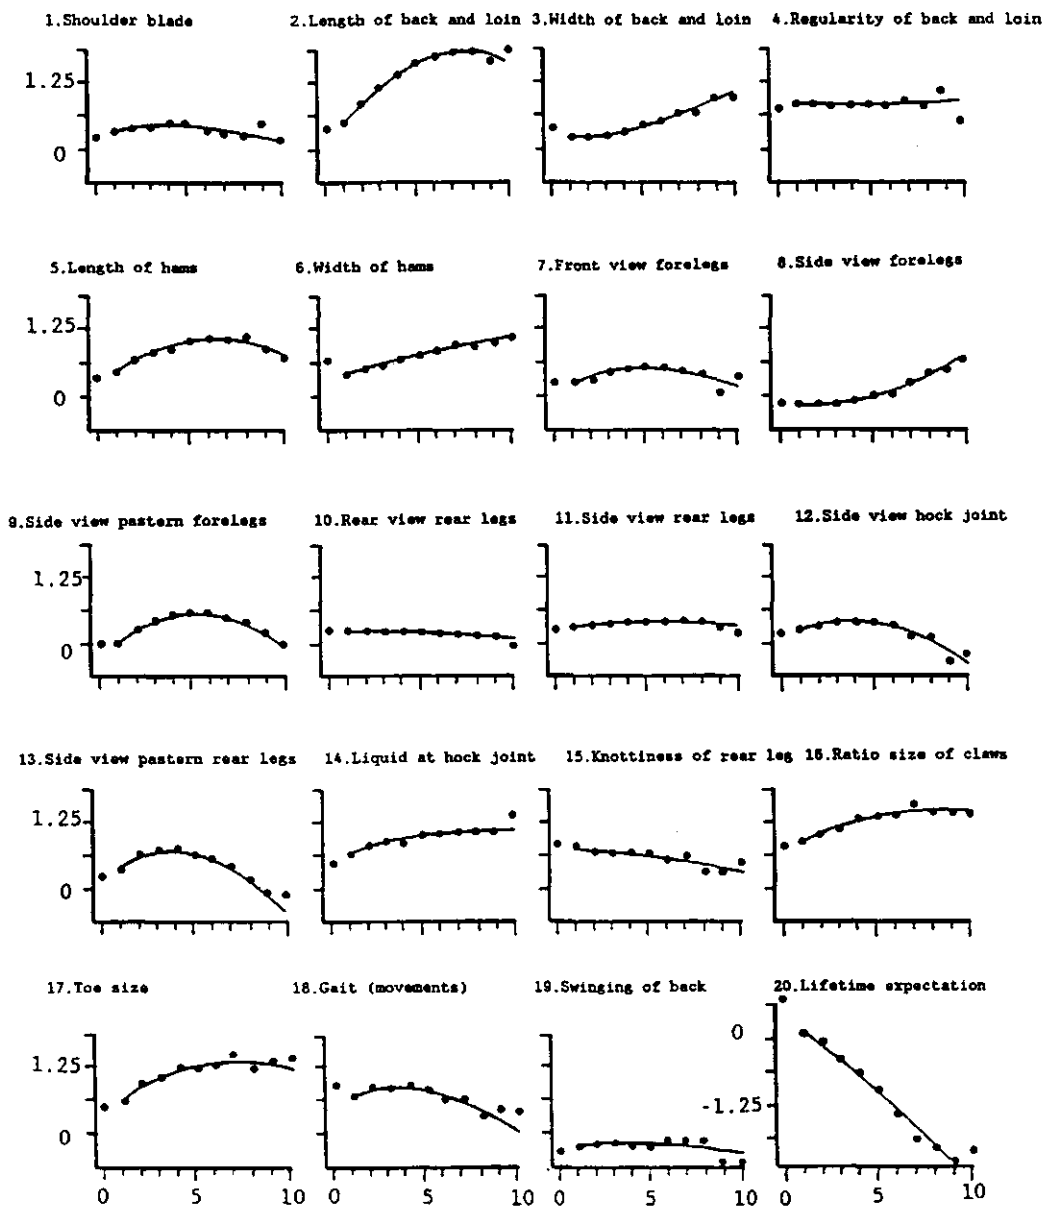 1.Shoulder blade 2.Length of back and loin 3.Width of back and loin 4.Regularity of back and loin
1.25
0
5.Length of hams 6.Width of hams 7.Front view forelegs 8.Side view forelegs
1.25
0
9.Side view pastern forelegs 10.Rear view rear legs 11.Side view rear legs 12.Side view hock joint
1.25
0
13.Side view pastern rear legs 14.Liquid at hock joint 15.Knottiness of rear leg 16.Ratio size of claws
1.25
0
17.Toe size 18.Gait (movements) 19.Swinging of back 20.Lifetime expectation
1.25 0
0 -1.25
0 5 10 0 5 10 0 5 10 0 5 10